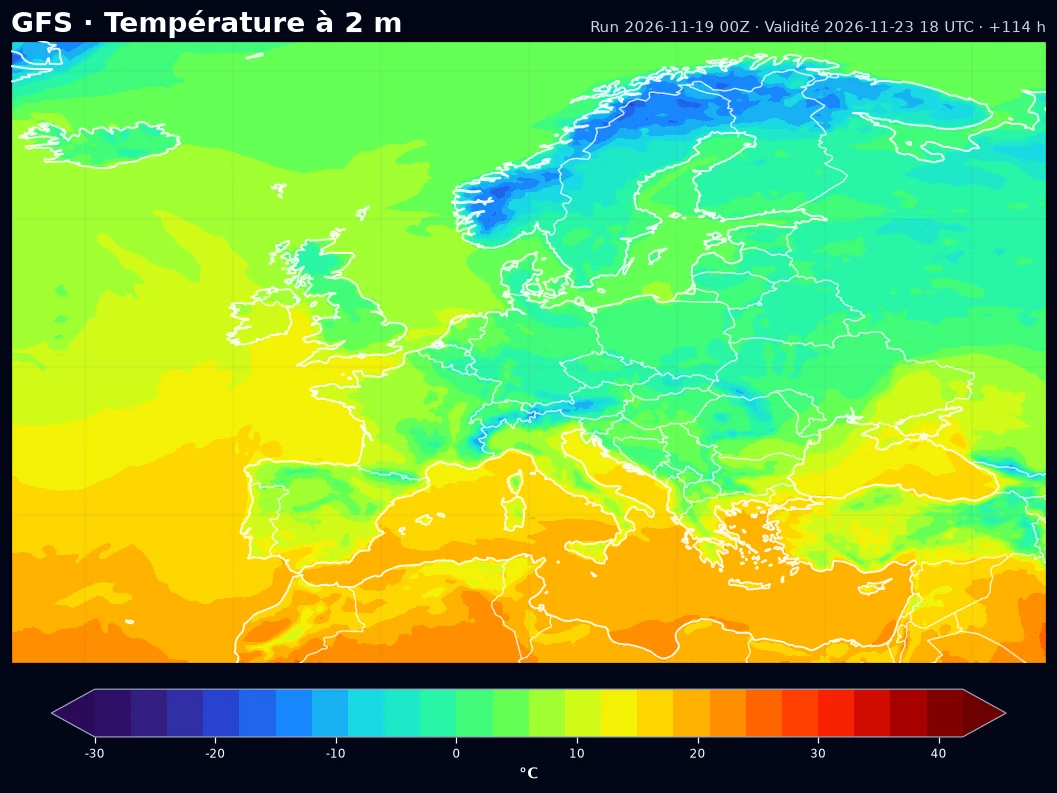 GFS · Température à 2 m
Run 2026-11-19 00Z · Validité 2026-11-23 18 UTC · +114 h
-30 -20 -10 0 10 20 30 40
°C